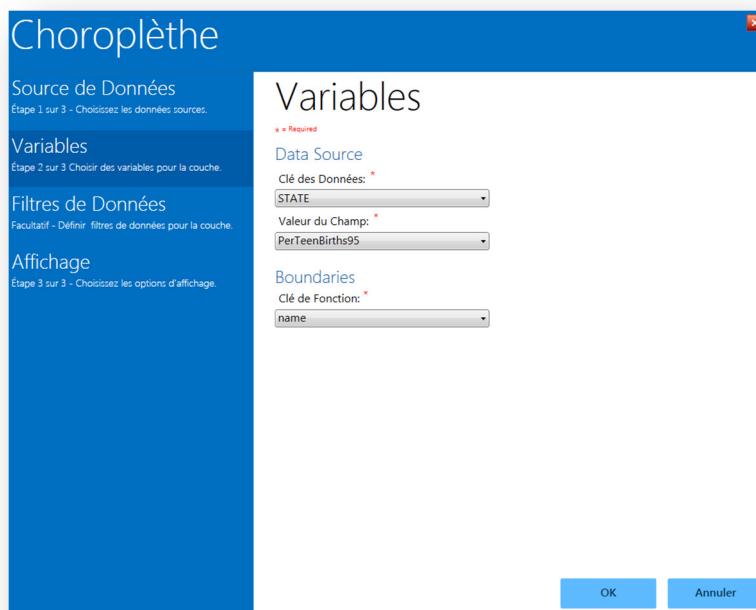 Choroplèthe
Source de Données
Étape 1 sur 3 - Choisissez les données sources.
Variables
Étape 2 sur 3 Choisir des variables pour la couche.
Filtres de Données
Facultatif - Définir filtres de données pour la couche.
Affichage
Étape 3 sur 3 - Choisissez les options d'affichage.
Variables
* = Required
Data Source
Clé des Données: *
STATE
Valeur du Champ: *
PerTeenBirths95
Boundaries
Clé de Fonction: *
name
OK
Annuler